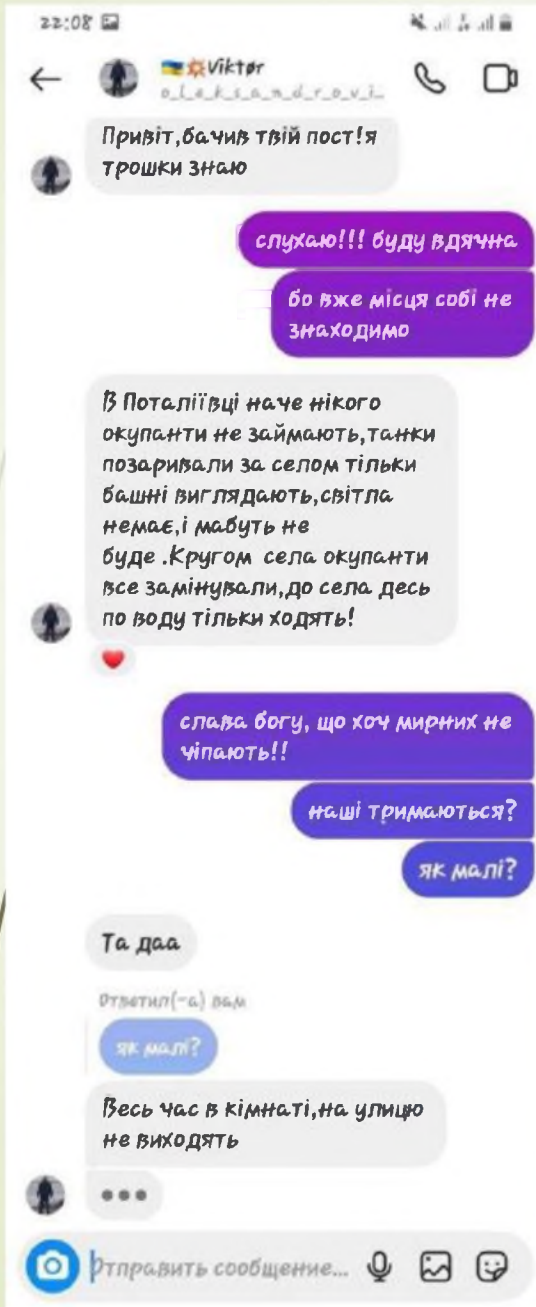 22:08
Viktør
o_l_e_k_s_a_n_d_r_o_v_i_
Привіт,бачив твій пост!я
трошки знаю
слухаю!!! буду вдячна
бо вже місця собі не
знаходимо
В Поталіївці наче нікого
окупанти не займають,танки
позаривали за селом тільки
башні виглядають,світла
немає,і мабуть не
буде .Кругом села окупанти
все замінували,до села десь
по воду тільки ходять!
слава богу, що хоч мирних не
чіпають!!
наші тримаються?
як малі?
Та даа
Ответил(-а) вам
як малі?
Весь час в кімнаті,на улицю
не виходять
Отправить сообщение...